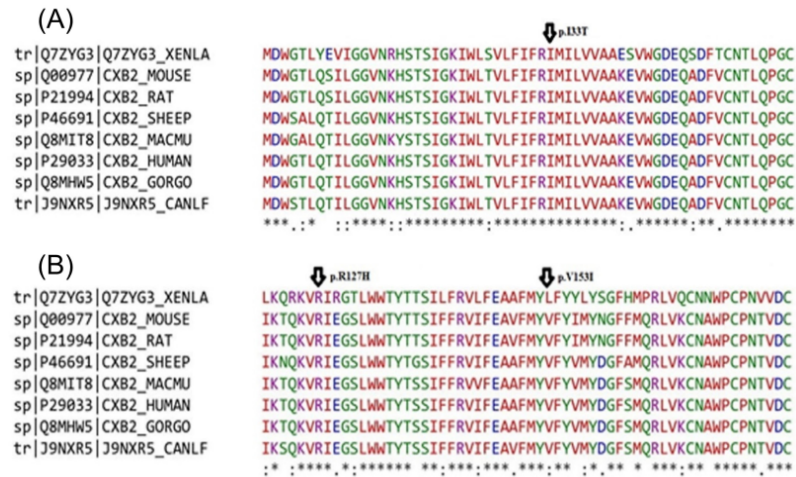 (A)
p.I33T
tr|Q7ZYG3|Q7ZYG3_XENLA MDWGTLYEVIGGVNRHSTSIGKIWLSVLFIFRIMILVVAAESVWGDEQSDFTCNTLQPGC
sp|Q00977|CXB2_MOUSE MDWGTLQSILGGVNKHSTSIGKIWLTVLFIFRIMILVVAAKEVWGDEQADFVCNTLQPGC
sp|P21994|CXB2_RAT MDWGTLQSILGGVNKHSTSIGKIWLTVLFIFRIMILVVAAKEVWGDEQADFVCNTLQPGC
sp|P46691|CXB2_SHEEP MDWSALQTILGGVNKHSTSIGKIWLTVLFIFRIMILVVAAKEVWGDEQADFVCNTLQPGC
sp|Q8MIT8|CXB2_MACMU MDWGALQTILGGVNKYSTSIGKIWLTVLFIFRIMILVVAAKEVWGDEQADFVCNTLQPGC
sp|P29033|CXB2_HUMAN MDWGTLQTILGGVNKHSTSIGKIWLTVLFIFRIMILVVAAKEVWGDEQADFVCNTLQPGC
sp|Q8MHW5|CXB2_GORGO MDWGTLQTILGGVNKHSTSIGKIWLTVLFIFRIMILVVAAKEVWGDEQADFVCNTLQPGC
tr|J9NXR5|J9NXR5_CANLF MDWSTLQTILGGVNKHSTSIGKIWLTVLFIFRIMILVVAAKEVWGDEQADFVCNTLQPGC
***.:*  ::****::*********:**************:.******:**.********
(B)
p.R127H p.V153I
tr|Q7ZYG3|Q7ZYG3_XENLA LKQRKVRIRGTLWWTYTTSILFRVLFEAAFMYLFYYLYSGFHMPRLVQCNNWPCPNVVDC
sp|Q00977|CXB2_MOUSE IKTQKVRIEGSLWWTYTTSIFFRVIFEAVFMYVFYIMYNGFFMQRLVKCNAWPCPNTVDC
sp|P21994|CXB2_RAT IKTQKVRIEGSLWWTYTTSIFFRVIFEAVFMYVFYIMYNGFFMQRLVKCNAWPCPNTVDC
sp|P46691|CXB2_SHEEP IKNQKVRIEGSLWWTYTGSIFFRVIFEAAFMYVFYVMYDGFAMQRLVKCNAWPCPNTVDC
sp|Q8MIT8|CXB2_MACMU IKTQKVRIEGSLWWTYTSSIFFRVVFEAAFMYVFYVMYDGFSMQRLVKCNAWPCPNTVDC
sp|P29033|CXB2_HUMAN IKTQKVRIEGSLWWTYTSSIFFRVIFEAAFMYVFYVMYDGFSMQRLVKCNAWPCPNTVDC
sp|Q8MHW5|CXB2_GORGO IKTQKVRIEGSLWWTYTSSIFFRVIFEAAFMYVFYVMYDGFSMQRLVKCNAWPCPNTVDC
tr|J9NXR5|J9NXR5_CANLF IKSQKVRIEGSLWWTYTSSIFFRVIFEAVFMYVFYVMYDGFSMQRLVKCNAWPCPNTVDC
:* :****.*:****** **:***:***.***:** :*.** * ***:** *****.***